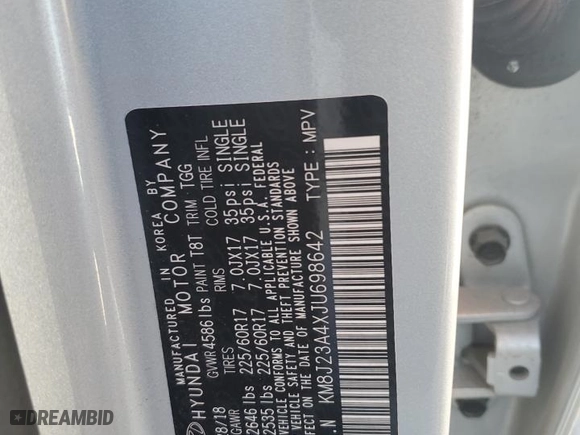 MANUFACTURED IN KOREA BY
HYUNDAI MOTOR COMPANY
8/18 GVWR 4586 lbs PAINT T8T TRIM TGG
GAWR TIRES RIMS COLD TIRE INFL
2646 lbs 225/60R17 7.0JX17 35psi SINGLE
2535 lbs 225/60R17 7.0JX17 35psi SINGLE
VEHICLE CONFORMS TO ALL APPLICABLE U.S.A. FEDERAL
VEHICLE SAFETY AND THEFT PREVENTION STANDARDS
EFFECT ON THE DATE OF MANUFACTURE SHOWN ABOVE
.N KM8J23A4XJU698642 TYPE : MPV
DREAMBID